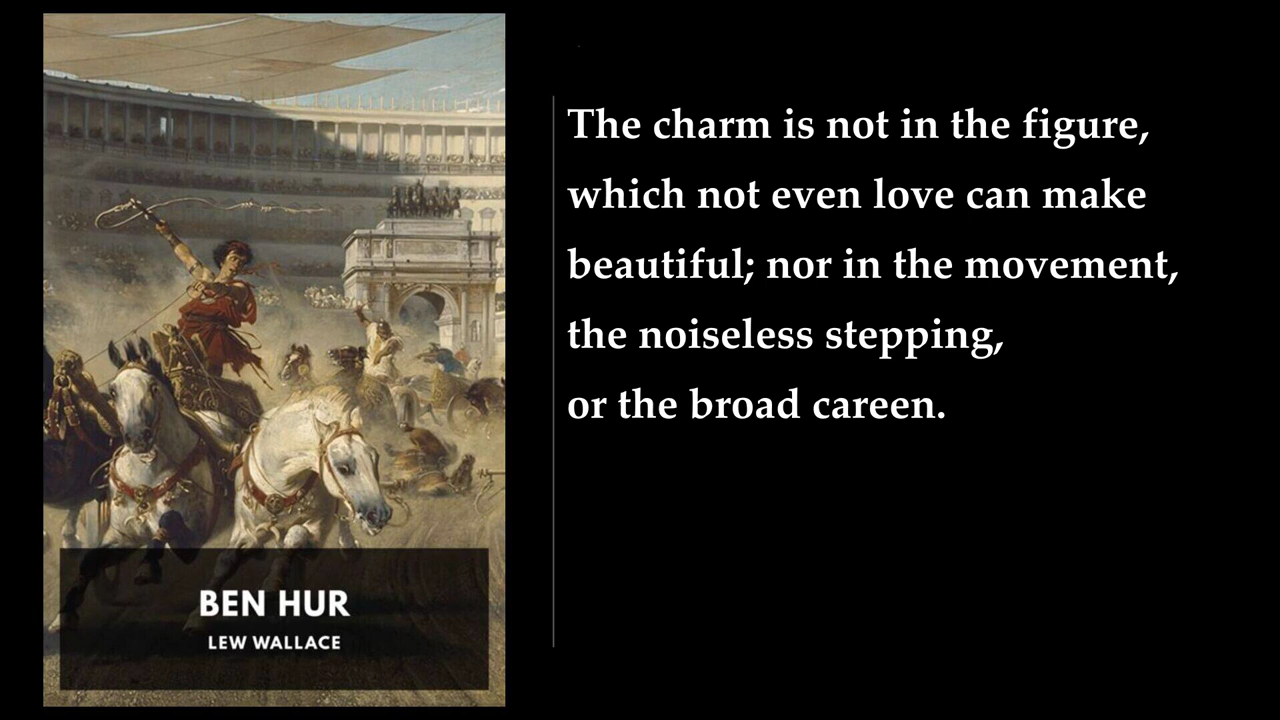 The charm is not in the figure,
which not even love can make
beautiful; nor in the movement,
the noiseless stepping,
or the broad careen.
BEN HUR
LEW WALLACE